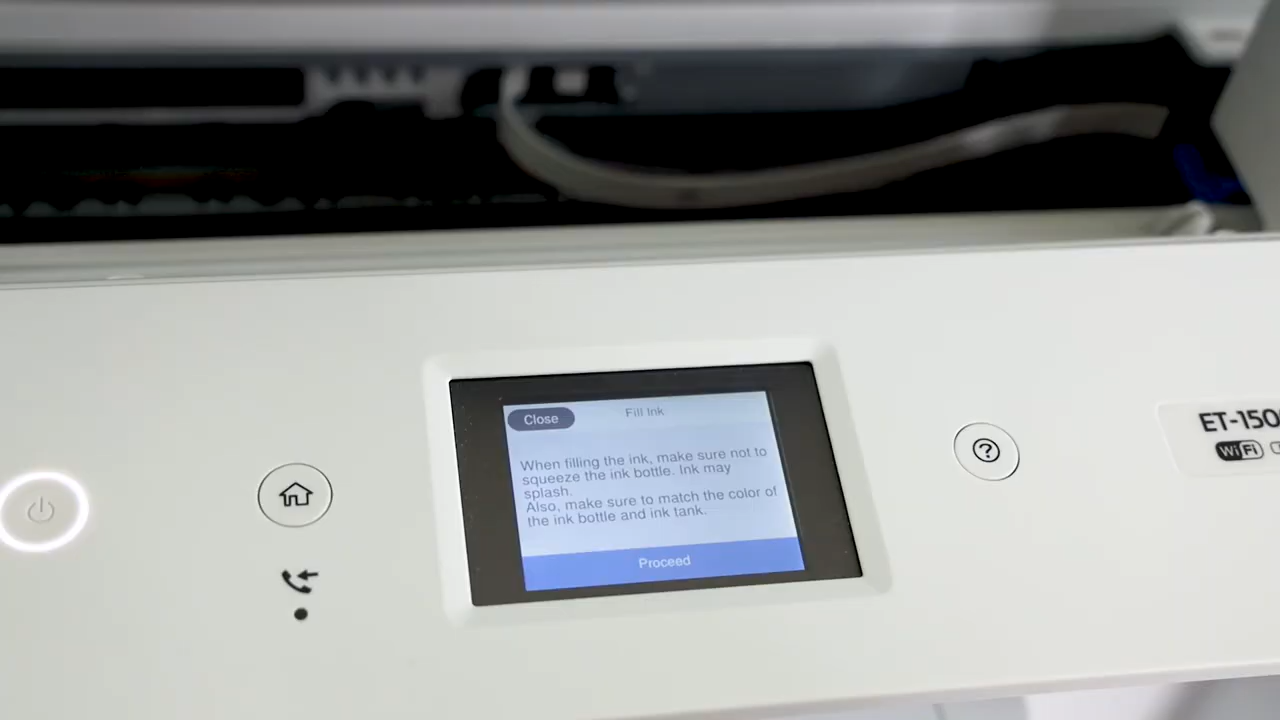 Close
Fill Ink
When filling the ink, make sure not to
squeeze the ink bottle. Ink may
splash.
Also, make sure to match the color of
the ink bottle and ink tank.
Proceed
ET-150
WiFi